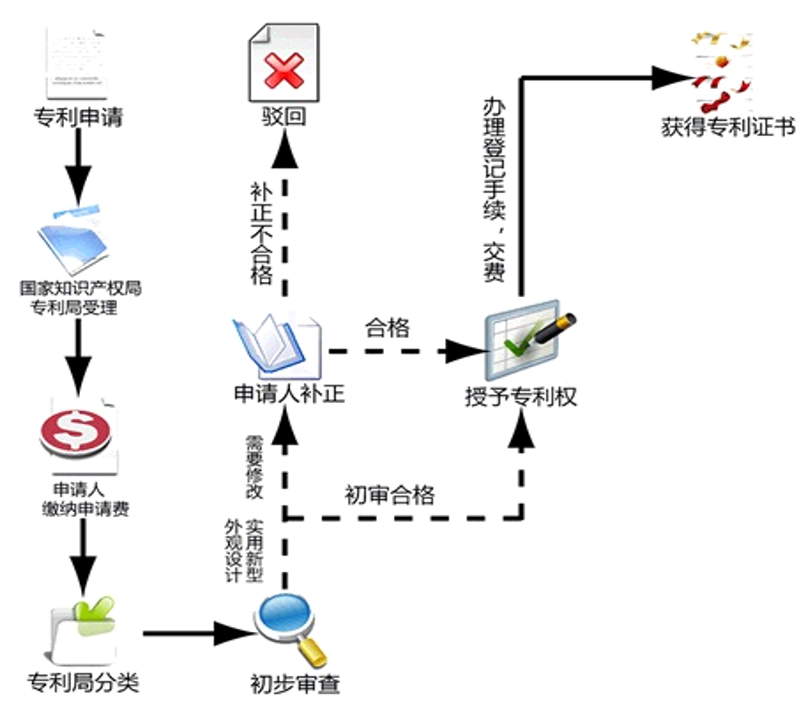 专利申请
国家知识产权局
专利局受理
申请人
缴纳申请费
专利局分类
初步审查
实用新型
外观设计
需要修改
初审合格
申请人补正
补正不合格
驳回
合格
授予专利权
办理登记手续，交费
获得专利证书